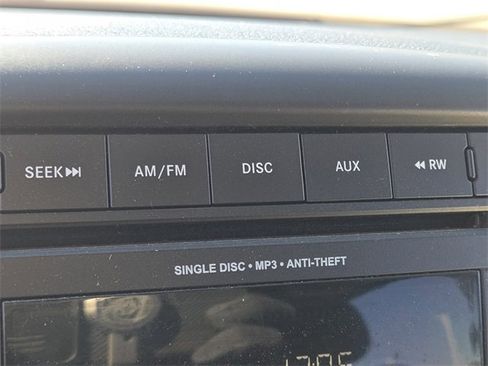 SEEK AM/FM DISC AUX RW
SINGLE DISC • MP3 • ANTI-THEFT